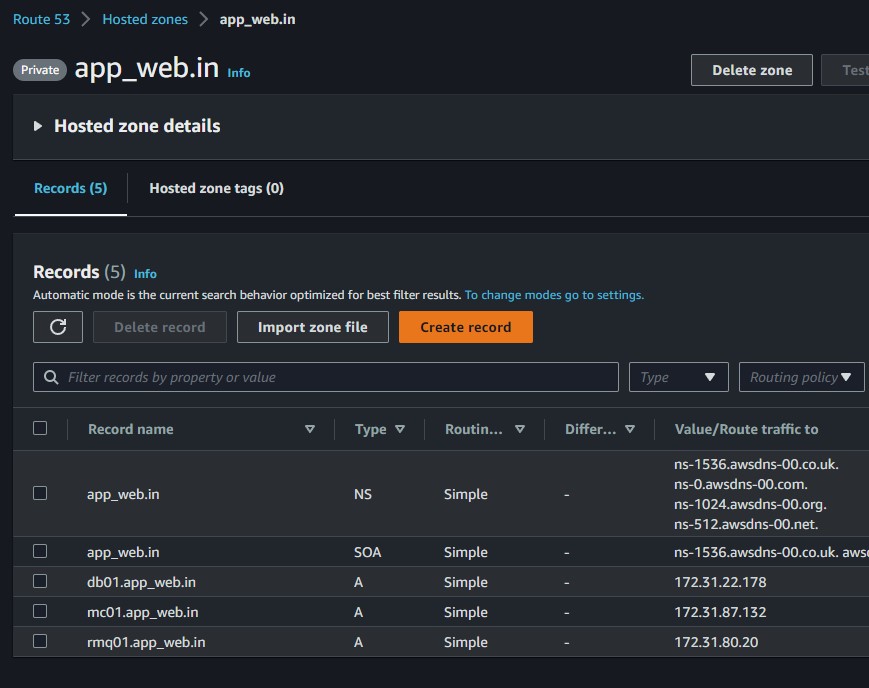 Route 53 > Hosted zones > app_web.in
Private app_web.in Info
Delete zone
Test
Hosted zone details
Records (5)
Hosted zone tags (0)
Records (5) Info
Automatic mode is the current search behavior optimized for best filter results. To change modes go to settings.
Delete record
Import zone file
Create record
Filter records by property or value
Type
Routing policy
Record name
Type
Routin...
Differ...
Value/Route traffic to
app_web.in NS Simple -
ns-1536.awsdns-00.co.uk.
ns-0.awsdns-00.com.
ns-1024.awsdns-00.org.
ns-512.awsdns-00.net.
app_web.in SOA Simple - ns-1536.awsdns-00.co.uk. awsd
db01.app_web.in A Simple - 172.31.22.178
mc01.app_web.in A Simple - 172.31.87.132
rmq01.app_web.in A Simple - 172.31.80.20